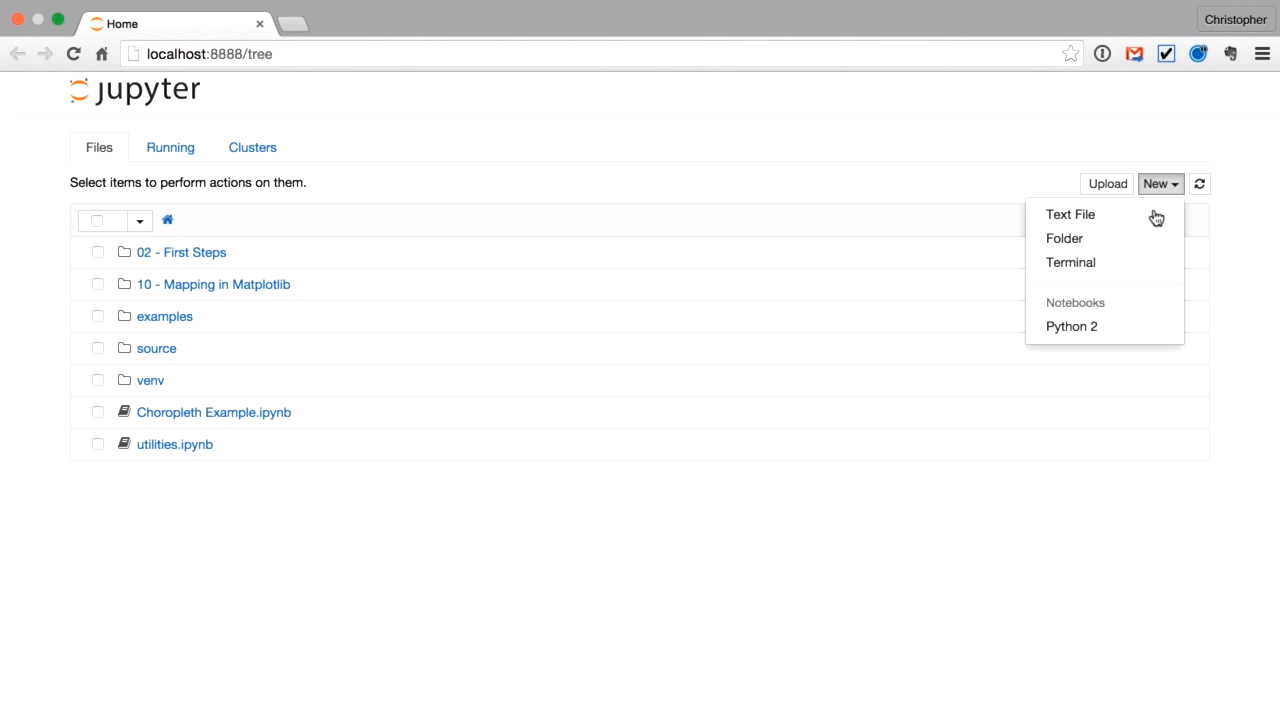 Home
Christopher
localhost:8888/tree
jupyter
Files Running Clusters
Select items to perform actions on them.
Upload New
Text File
Folder
Terminal
Notebooks
Python 2
02 - First Steps
10 - Mapping in Matplotlib
examples
source
venv
Choropleth Example.ipynb
utilities.ipynb